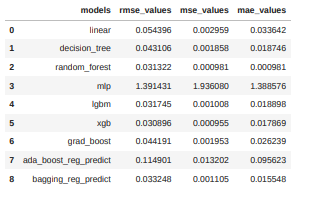 models rmse_values mse_values mae_values
0 linear 0.054396 0.002959 0.033642
1 decision_tree 0.043106 0.001858 0.018746
2 random_forest 0.031322 0.000981 0.000981
3 mlp 1.391431 1.936080 1.388576
4 lgbm 0.031745 0.001008 0.018898
5 xgb 0.030896 0.000955 0.017869
6 grad_boost 0.044191 0.001953 0.026239
7 ada_boost_reg_predict 0.114901 0.013202 0.095623
8 bagging_reg_predict 0.033248 0.001105 0.015548